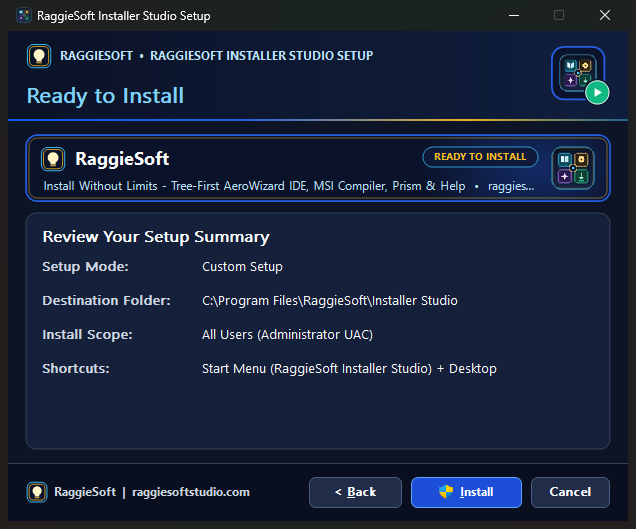 RaggieSoft Installer Studio Setup
RAGGIESOFT • RAGGIESOFT INSTALLER STUDIO SETUP
Ready to Install
RaggieSoft
READY TO INSTALL
Install Without Limits - Tree-First AeroWizard IDE, MSI Compiler, Prism & Help • raggies...
Review Your Setup Summary
Setup Mode: Custom Setup
Destination Folder: C:\Program Files\RaggieSoft\Installer Studio
Install Scope: All Users (Administrator UAC)
Shortcuts: Start Menu (RaggieSoft Installer Studio) + Desktop
RaggieSoft | raggiesoftstudio.com
< Back
Install
Cancel